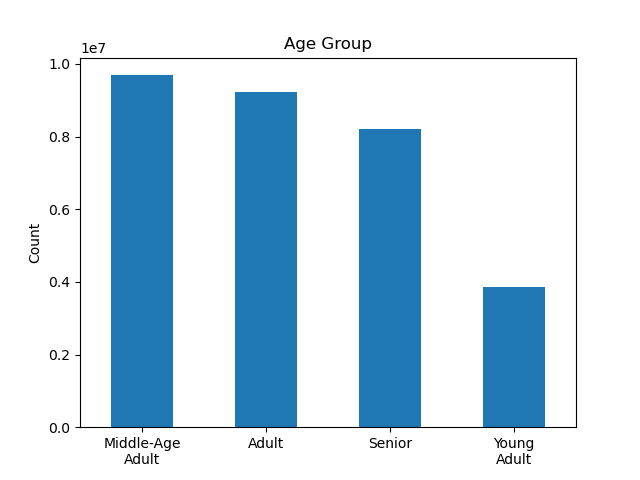 Age Group
1e7
1.0
0.8
0.6
0.4
0.2
0.0
Count
Middle-Age
Adult
Adult
Senior
Young
Adult